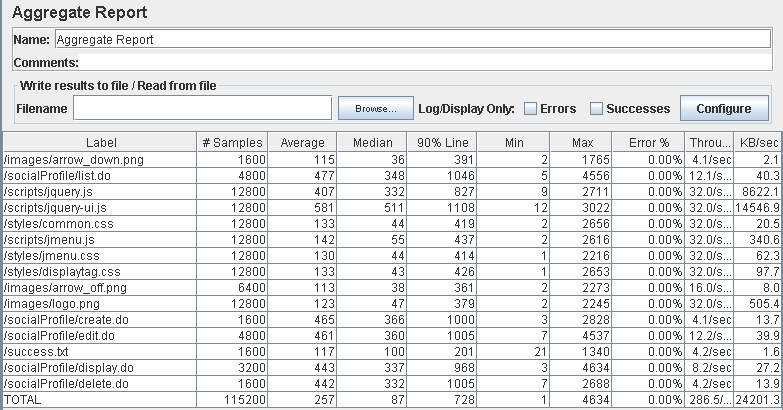 Aggregate Report
Name: Aggregate Report
Comments:
Write results to file / Read from file
Filename Browse... Log/Display Only: Errors Successes Configure
Label # Samples Average Median 90% Line Min Max Error % Throu... KB/sec
/images/arrow_down.png 1600 115 36 391 2 1765 0.00% 4.1/sec 2.1
/socialProfile/list.do 4800 477 348 1046 5 4556 0.00% 12.1/s... 40.3
/scripts/jquery.js 12800 407 332 827 9 2711 0.00% 32.0/s... 8622.1
/scripts/jquery-ui.js 12800 581 511 1108 12 3022 0.00% 32.0/s... 14546.9
/styles/common.css 12800 133 44 419 2 2656 0.00% 32.0/s... 20.5
/scripts/jmenu.js 12800 142 55 437 2 2616 0.00% 32.0/s... 340.6
/styles/jmenu.css 12800 130 44 414 1 2216 0.00% 32.0/s... 62.3
/styles/displaytag.css 12800 133 43 426 1 2653 0.00% 32.0/s... 97.7
/images/arrow_off.png 6400 113 38 361 2 2273 0.00% 16.0/s... 8.0
/images/logo.png 12800 123 47 379 2 2245 0.00% 32.0/s... 505.4
/socialProfile/create.do 1600 465 366 1000 3 2828 0.00% 4.1/sec 13.7
/socialProfile/edit.do 4800 461 360 1005 7 4537 0.00% 12.2/s... 39.9
/success.txt 1600 117 100 201 21 1340 0.00% 4.2/sec 1.6
/socialProfile/display.do 3200 443 337 968 3 4634 0.00% 8.2/sec 27.2
/socialProfile/delete.do 1600 442 332 1005 7 2688 0.00% 4.2/sec 13.9
TOTAL 115200 257 87 728 1 4634 0.00% 286.5/... 24201.3